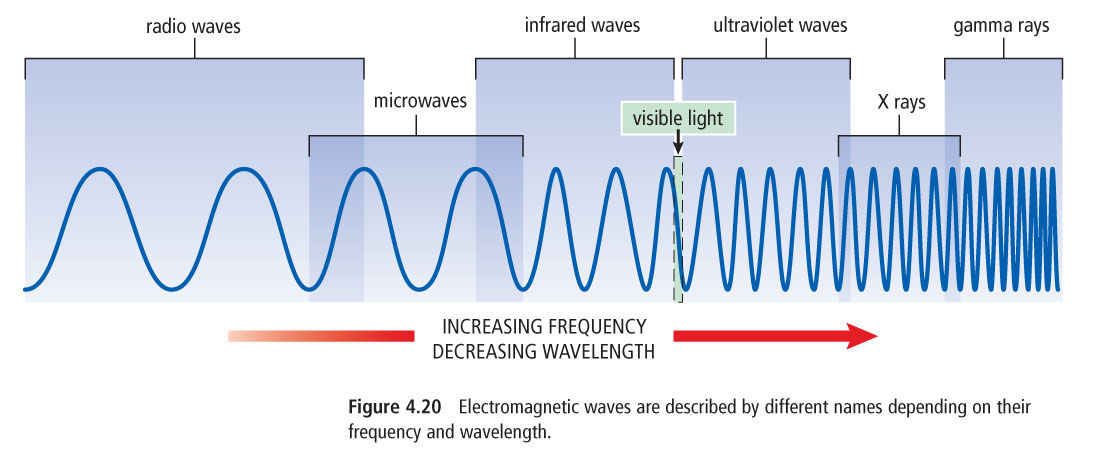 radio waves
infrared waves
ultraviolet waves
gamma rays
microwaves
X rays
visible light
INCREASING FREQUENCY
DECREASING WAVELENGTH
Figure 4.20 Electromagnetic waves are described by different names depending on their
frequency and wavelength.